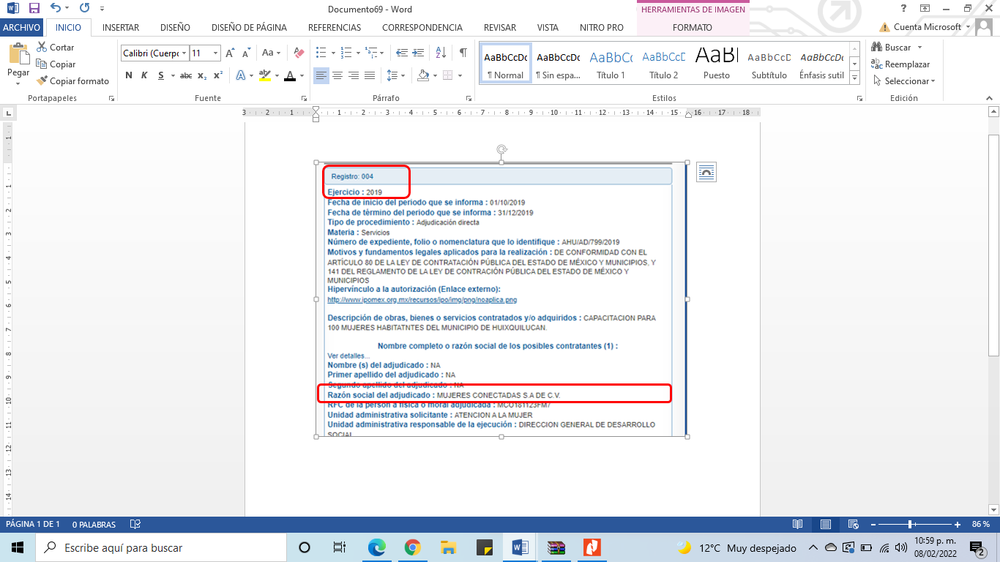 Documento69 - Word
HERRAMIENTAS DE IMAGEN
ARCHIVO INICIO INSERTAR DISEÑO DISEÑO DE PÁGINA REFERENCIAS CORRESPONDENCIA REVISAR VISTA NITRO PRO FORMATO Cuenta Microsoft
Pegar
Cortar
Copiar
Copiar formato
Portapapeles
Calibri (Cuerpo 11
N K S abc x₂ x²
Fuente
Párrafo
AaBbCcDc AaBbCcDc AaBbCc AaBbCcD AaBl AaBbCcD AaBbCcDc
¶ Normal ¶ Sin espa... Título 1 Título 2 Puesto Subtítulo Énfasis sutil
Estilos
Buscar
Reemplazar
Seleccionar
Edición
3 2 1 1 2 3 4 5 6 7 8 9 10 11 12 13 14 15 16 17 18
Registro: 004
Ejercicio : 2019
Fecha de inicio del periodo que se informa : 01/10/2019
Fecha de término del periodo que se informa : 31/12/2019
Tipo de procedimiento : Adjudicación directa
Materia : Servicios
Número de expediente, folio o nomenclatura que lo identifique : AHU/AD/799/2019
Motivos y fundamentos legales aplicados para la realización : DE CONFORMIDAD CON EL
ARTÍCULO 80 DE LA LEY DE CONTRATACIÓN PÚBLICA DEL ESTADO DE MÉXICO Y MUNICIPIOS, Y
141 DEL REGLAMENTO DE LA LEY DE CONTRACIÓN PÚBLICA DEL ESTADO DE MÉXICO Y
MUNICIPIOS
Hipervínculo a la autorización (Enlace externo):
http://www.ipomex.org.mx/recursos/ipo/img/png/noaplica.png
Descripción de obras, bienes o servicios contratados y/o adquiridos : CAPACITACION PARA
100 MUJERES HABITATNTES DEL MUNICIPIO DE HUIXQUILUCAN.
Nombre completo o razón social de los posibles contratantes (1) :
Ver detalles...
Nombre (s) del adjudicado : NA
Primer apellido del adjudicado : NA
Segundo apellido del adjudicado : NA
Razón social del adjudicado : MUJERES CONECTADAS S.A DE C.V.
RFC de la person a física o moral adjudicada : MCO181123FM7
Unidad administrativa solicitante : ATENCION A LA MUJER
Unidad administrativa responsable de la ejecución : DIRECCION GENERAL DE DESARROLLO
SOCIAL
PÁGINA 1 DE 1 0 PALABRAS 86 %
Escribe aquí para buscar
12°C Muy despejado
10:59 p. m.
08/02/2022
2